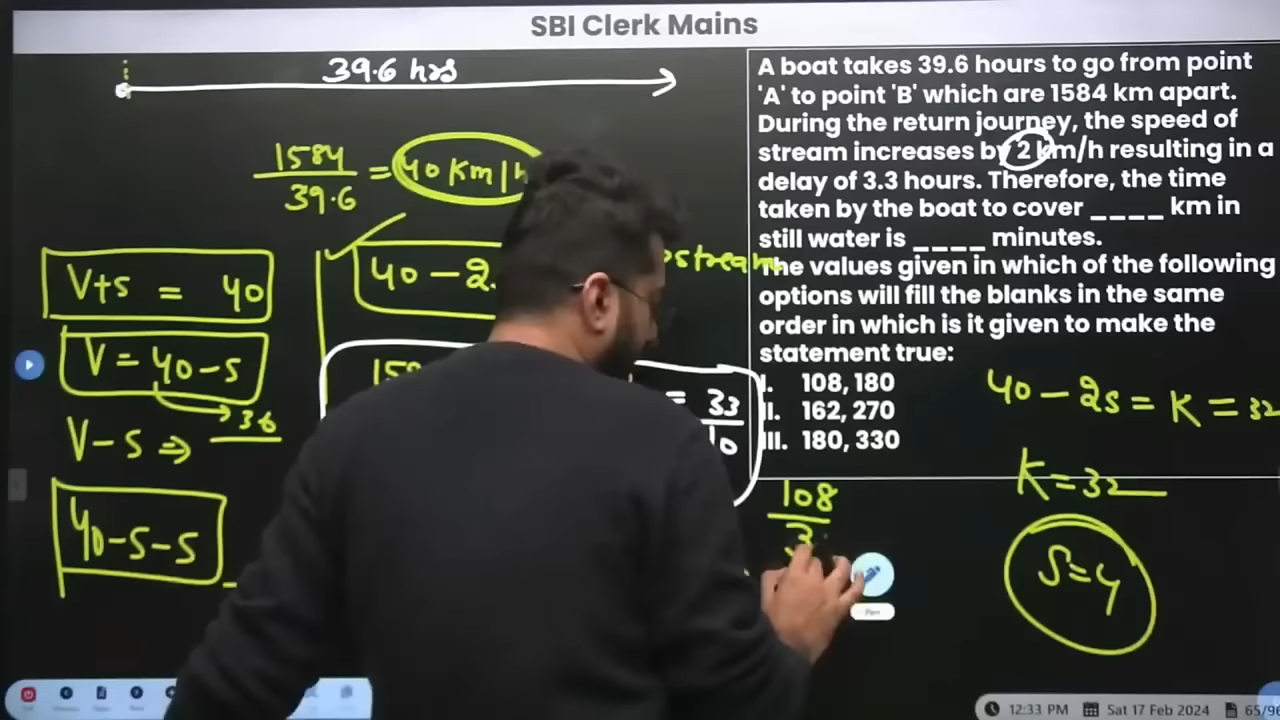 SBI Clerk Mains
39.6 hrs
1584
39.6
= 40 Km/h
V+S = 40
V = 40-S
36
V-S ⇒
40-S-S
40 - 2
= 33
10
A boat takes 39.6 hours to go from point
'A' to point 'B' which are 1584 km apart.
During the return journey, the speed of
stream increases by 2 km/h resulting in a
delay of 3.3 hours. Therefore, the time
taken by the boat to cover ____ km in
still water is ____ minutes.
The values given in which of the following
options will fill the blanks in the same
order in which is it given to make the
statement true:
I. 108, 180
II. 162, 270
III. 180, 330
40 - 2S = K = 32
K = 32
S=4
108
3
Pen
12:33 PM Sat 17 Feb 2024 65/96